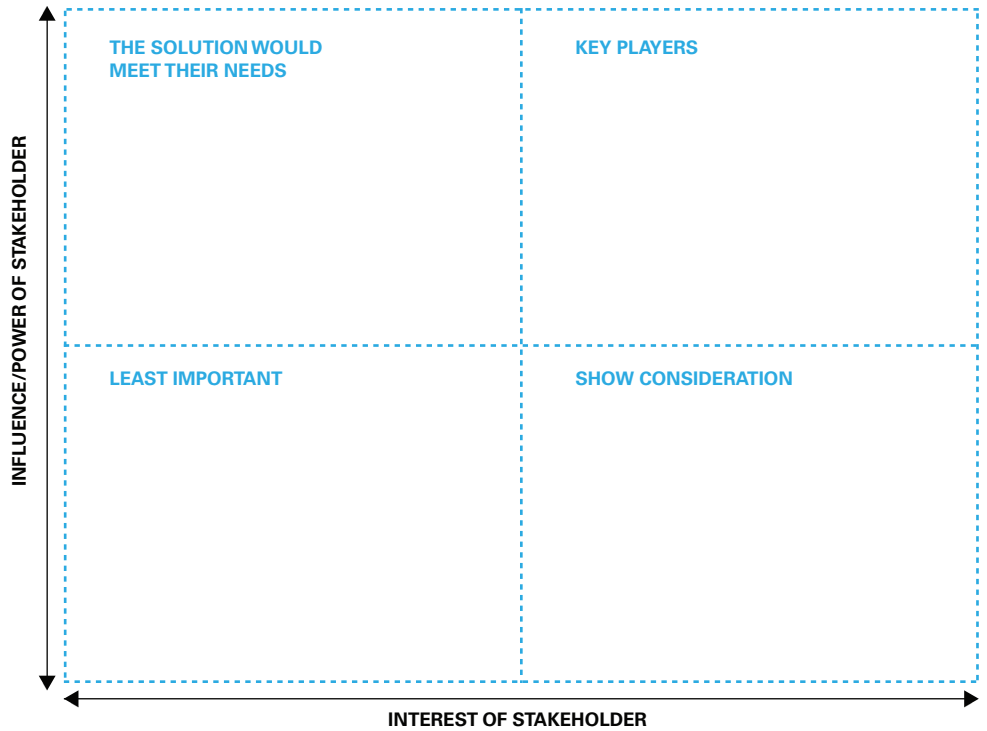 THE SOLUTION WOULD
MEET THEIR NEEDS
KEY PLAYERS
INFLUENCE/POWER OF STAKEHOLDER
LEAST IMPORTANT
SHOW CONSIDERATION
INTEREST OF STAKEHOLDER